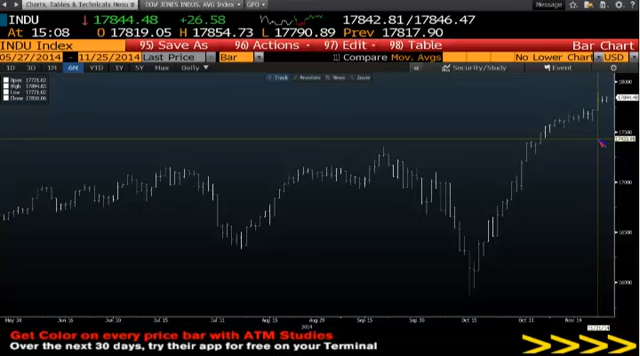 Charts, Tables & Technicals Menu
DOW JONES INDUS. AVG Index
GPO
Message
INDU ↓ 17844.48 +26.58 17842.81/17846.47
At 15:08 O 17819.05 H 17854.73 L 17790.89 Prev 17817.90
INDU Index 95) Save As 96) Actions 97) Edit 98) Table Bar Chart
05/27/2014 - 11/25/2014 Last Price Bar Compare Mov. Avgs No Lower Chart USD
1D 3D 1M 6M YTD 1Y 5Y Max Daily « Security/Study Event
Track Annotate News Zoom
Open
High
Low
Close
18000
17844.48
17500
17000
16500
16000
May 30 Jun 16 Jun 30 Jul 15 Jul 31 Aug 15 Aug 29 Sep 15 Sep 30 Oct 15 Nov 14
2014
Get Color on every price bar with ATM Studies
Over the next 30 days, try their app for free on your Terminal